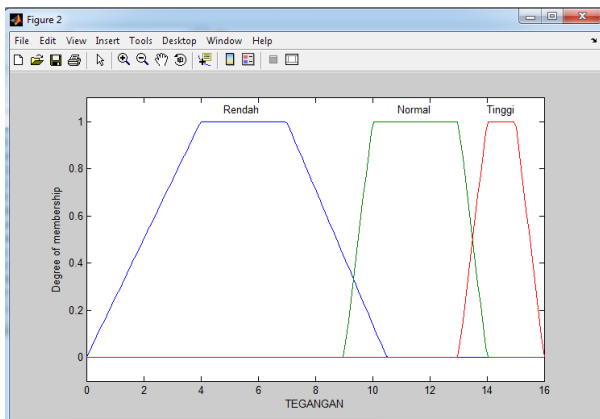 Figure 2
File Edit View Insert Tools Desktop Window Help
Rendah Normal Tinggi
1
0.8
0.6
0.4
0.2
0
Degree of membership
0 2 4 6 8 10 12 14 16
TEGANGAN